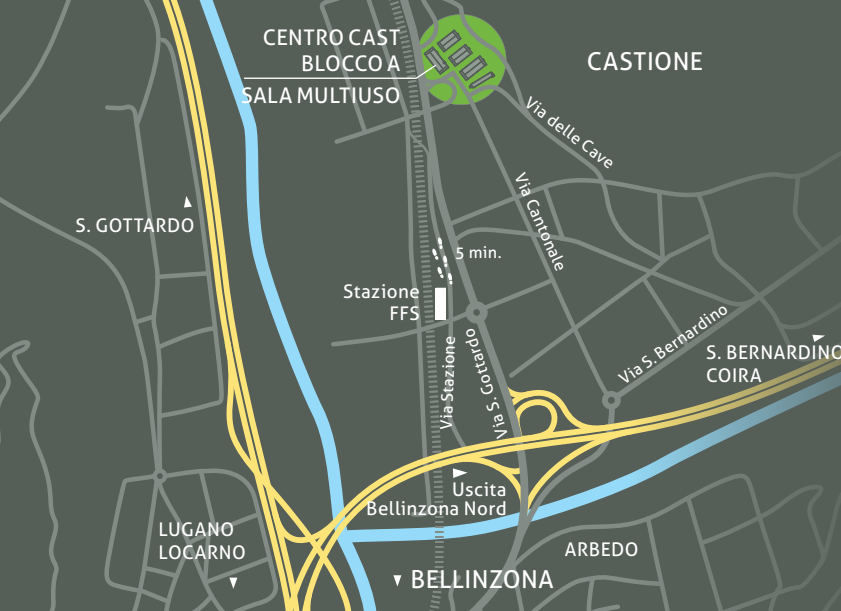 CENTRO CAST
BLOCCO A
SALA MULTIUSO
CASTIONE
Via delle Cave
Via Cantonale
S. GOTTARDO
5 min.
Stazione
FFS
Via Stazione
Via S. Gottardo
Via S. Bernardino
S. BERNARDINO
COIRA
Uscita
Bellinzona Nord
LUGANO
LOCARNO
ARBEDO
BELLINZONA